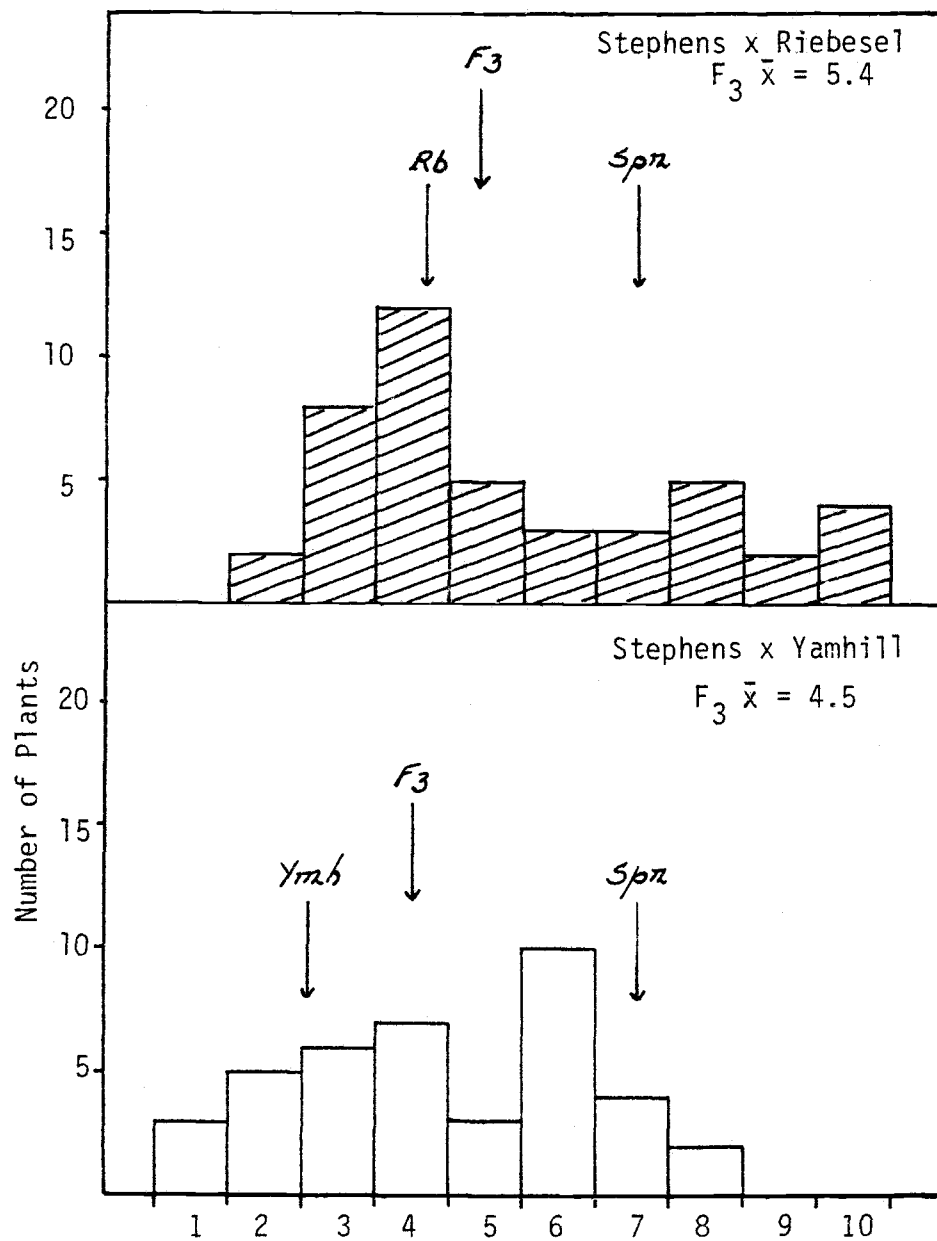 Stephens x Riebesel
F3 x̄ = 5.4
F3
Rb
Spn
20
15
10
5
Stephens x Yamhill
F3 x̄ = 4.5
F3
Ymh
Spn
20
15
10
5
Number of Plants
1 2 3 4 5 6 7 8 9 10